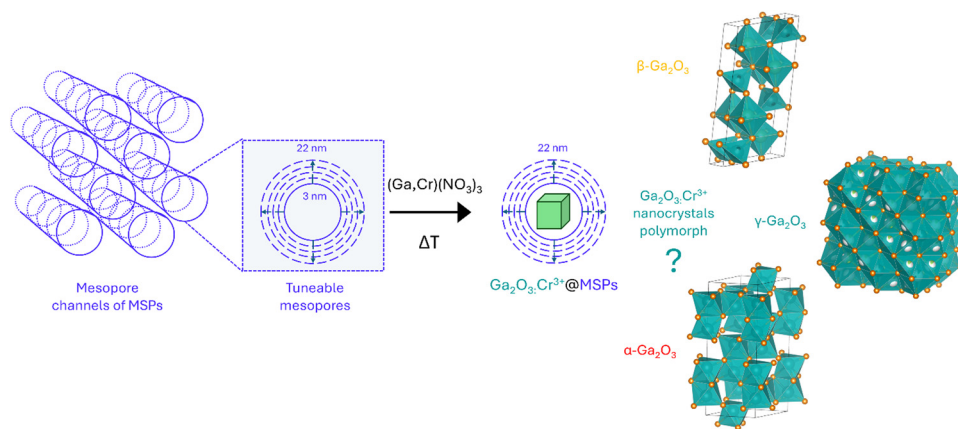 Mesopore
channels of MSPs
22 nm
3 nm
Tuneable
mesopores
(Ga,Cr)(NO₃)₃
ΔT
22 nm
Ga₂O₃:Cr³⁺@MSPs
Ga₂O₃:Cr³⁺
nanocrystals
polymorph
?
β-Ga₂O₃
γ-Ga₂O₃
α-Ga₂O₃